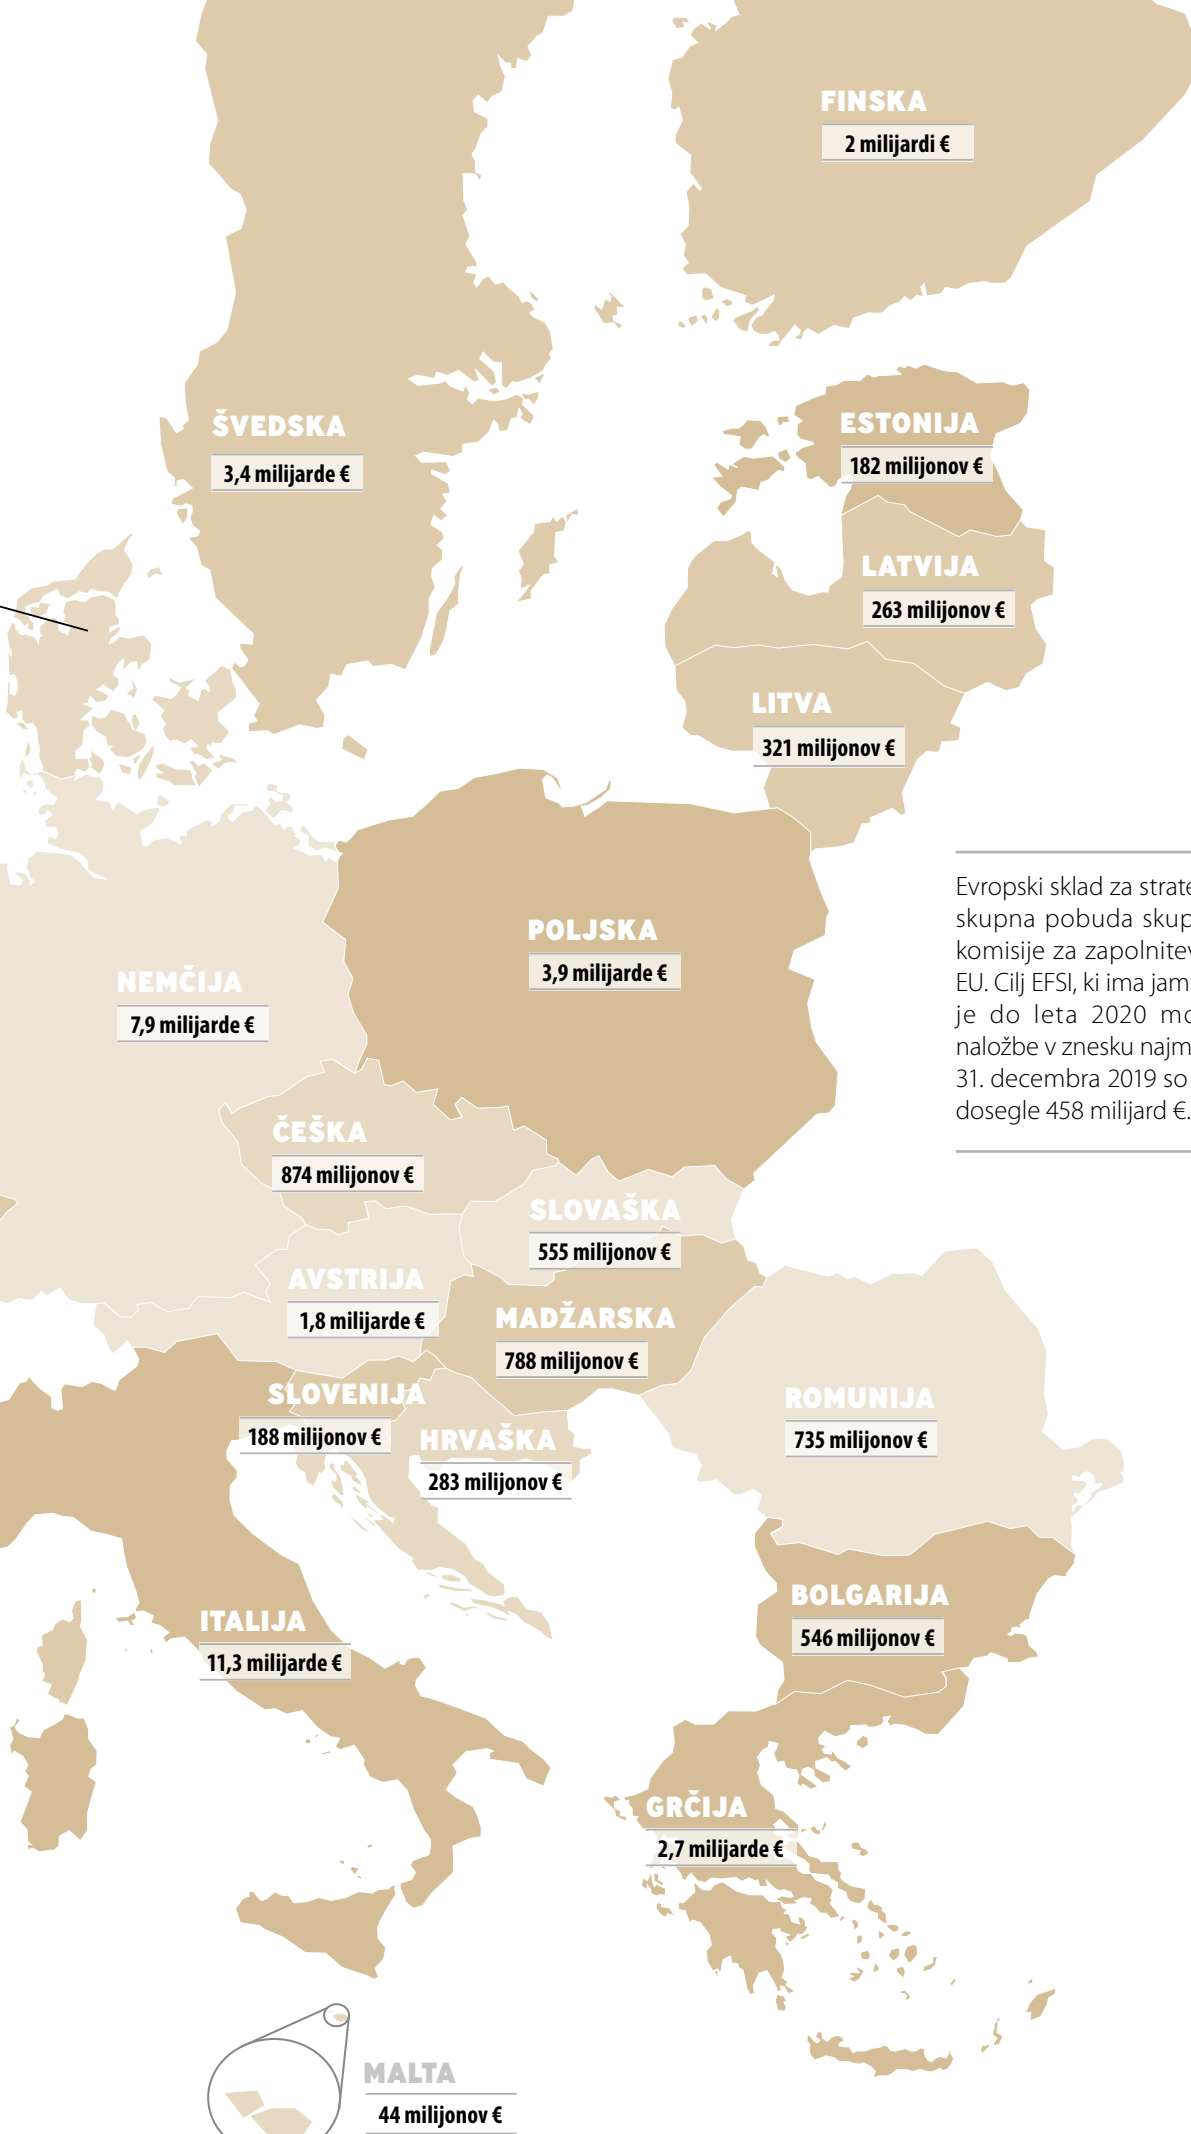 FINSKA
2 milijardi €
ŠVEDSKA
3,4 milijarde €
ESTONIJA
182 milijonov €
LATVIJA
263 milijonov €
LITVA
321 milijonov €
Evropski sklad za strate
skupna pobuda skup
komisije za zapolnitev
EU. Cilj EFSI, ki ima jam
je do leta 2020 mo
naložbe v znesku najm
31. decembra 2019 so
dosegle 458 milijard €.
POLJSKA
3,9 milijarde €
NEMČIJA
7,9 milijarde €
ČEŠKA
874 milijonov €
SLOVAŠKA
555 milijonov €
AVSTRIJA
1,8 milijarde €
MADŽARSKA
788 milijonov €
SLOVENIJA
188 milijonov €
HRVAŠKA
283 milijonov €
ROMUNIJA
735 milijonov €
BOLGARIJA
546 milijonov €
ITALIJA
11,3 milijarde €
GRČIJA
2,7 milijarde €
MALTA
44 milijonov €